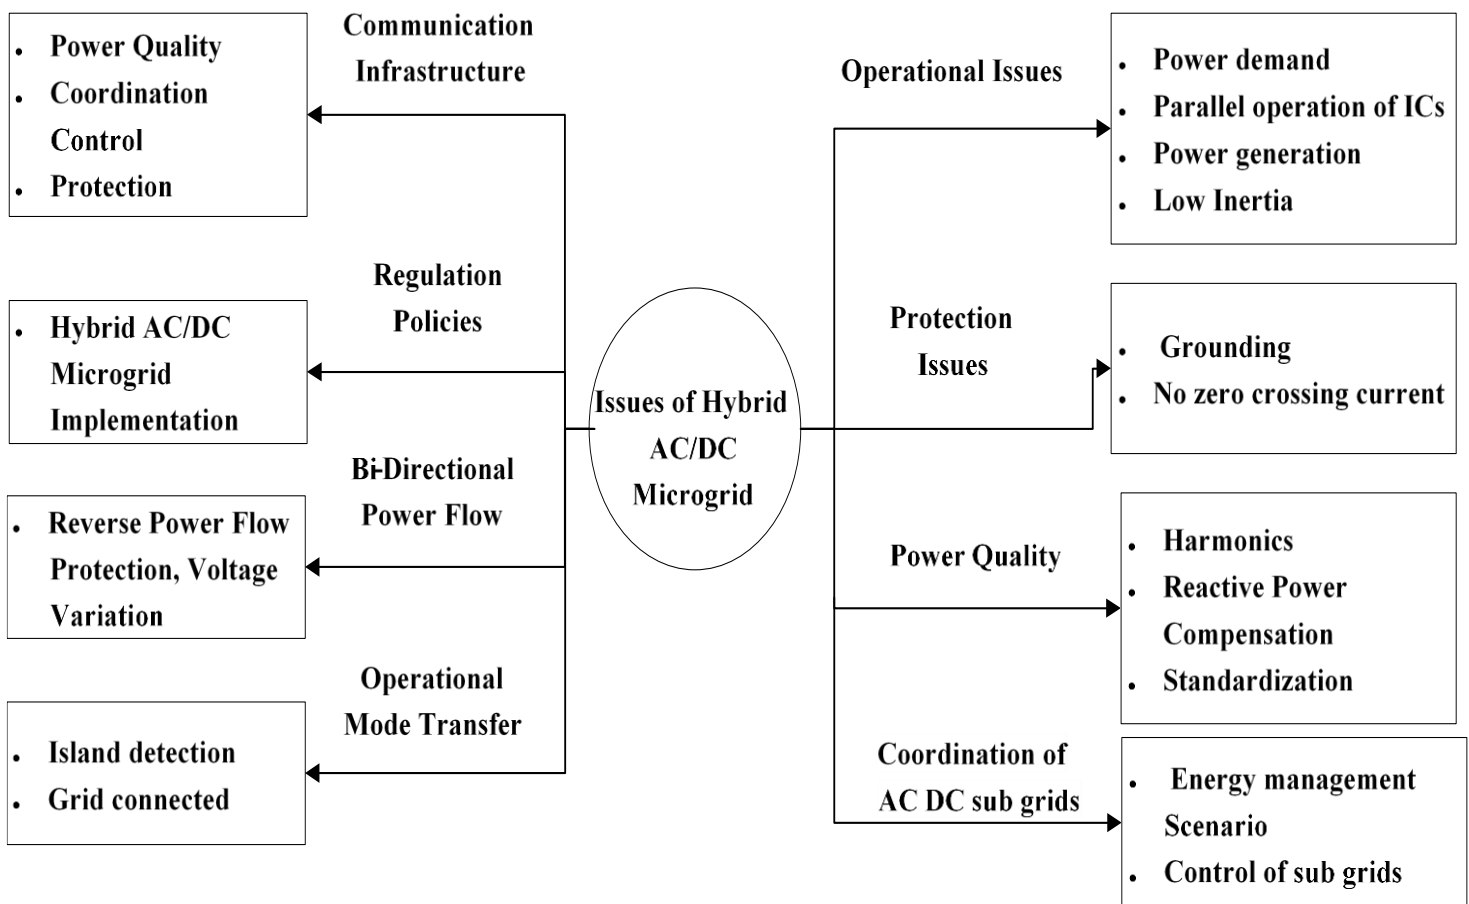 Communication
Infrastructure
• Power Quality
• Coordination
Control
• Protection
Regulation
Policies
• Hybrid AC/DC
Microgrid
Implementation
Bi-Directional
Power Flow
• Reverse Power Flow
Protection, Voltage
Variation
Operational
Mode Transfer
• Island detection
• Grid connected
Issues of Hybrid
AC/DC
Microgrid
Operational Issues
• Power demand
• Parallel operation of ICs
• Power generation
• Low Inertia
Protection
Issues
• Grounding
• No zero crossing current
Power Quality
• Harmonics
• Reactive Power
Compensation
• Standardization
Coordination of
AC DC sub grids
• Energy management
Scenario
• Control of sub grids